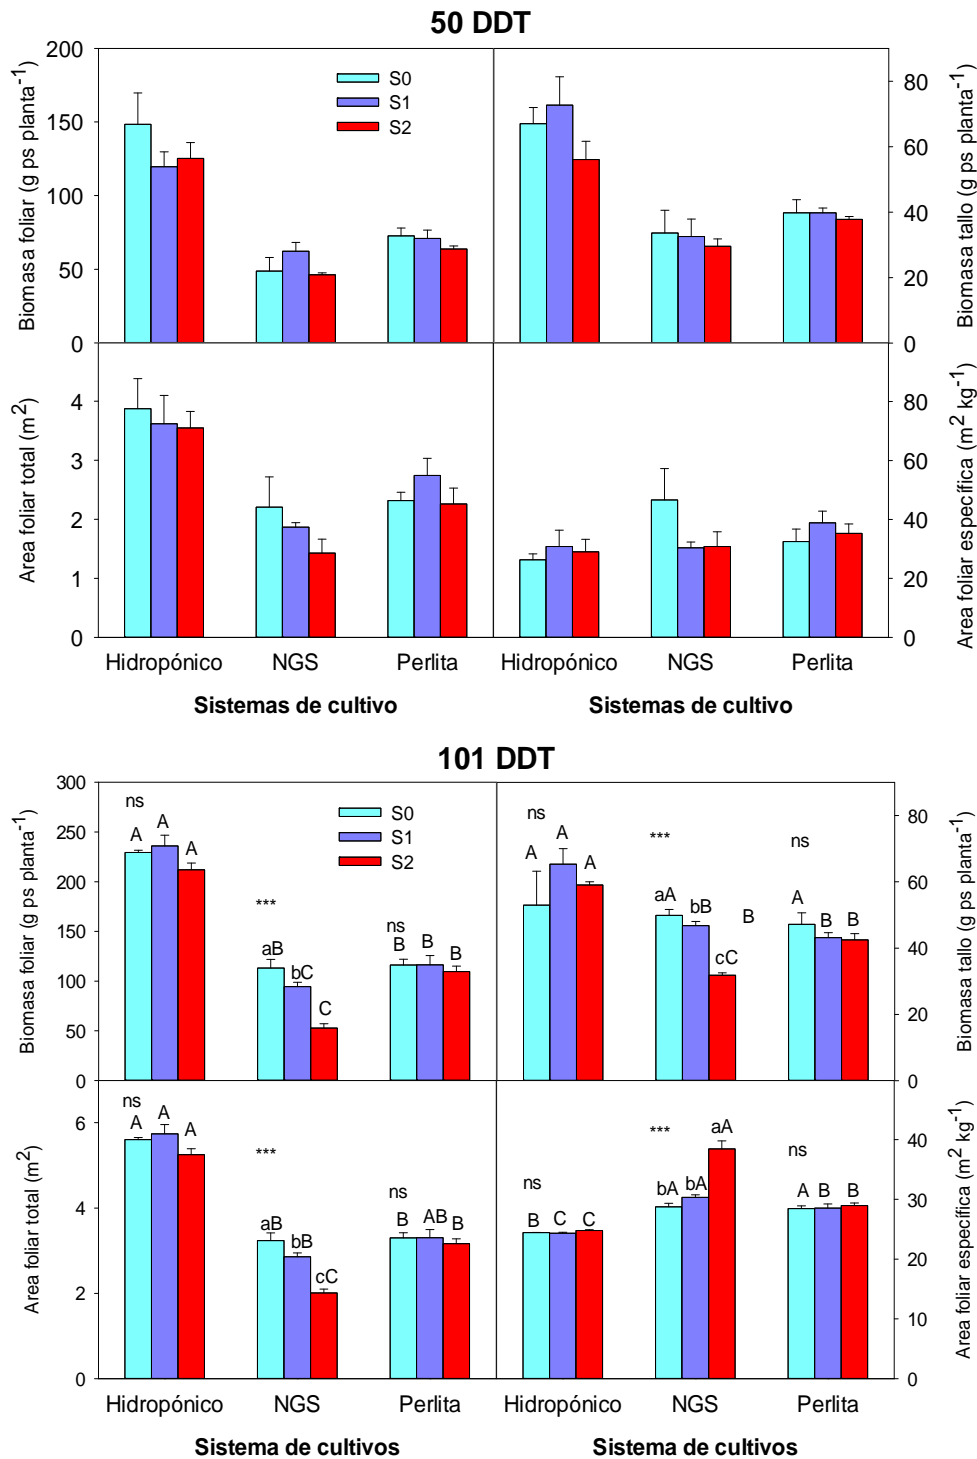 50 DDT
Biomasa foliar (g ps planta⁻¹)
200
150
100
50
0
S0
S1
S2
80
60
40
20
0
Biomasa tallo (g ps planta⁻¹)
Area foliar total (m²)
4
3
2
1
0
80
60
40
20
0
Area foliar específica (m² kg⁻¹)
Hidropónico NGS Perlita Hidropónico NGS Perlita
Sistemas de cultivo Sistemas de cultivo
101 DDT
Biomasa foliar (g ps planta⁻¹)
300
250
200
150
100
50
0
S0
S1
S2
ns
A A A
***
aB bC C
ns
B B B
ns
A A A
***
aA bB B cC
ns
A B B
80
60
40
20
0
Biomasa tallo (g ps planta⁻¹)
Area foliar total (m²)
6
4
2
0
ns
A A A
***
aB bB cC
ns
B AB B
ns
B C C
***
bA bA aA
ns
A B B
40
30
20
10
0
Area foliar específica (m² kg⁻¹)
Hidropónico NGS Perlita Hidropónico NGS Perlita
Sistema de cultivos Sistema de cultivos